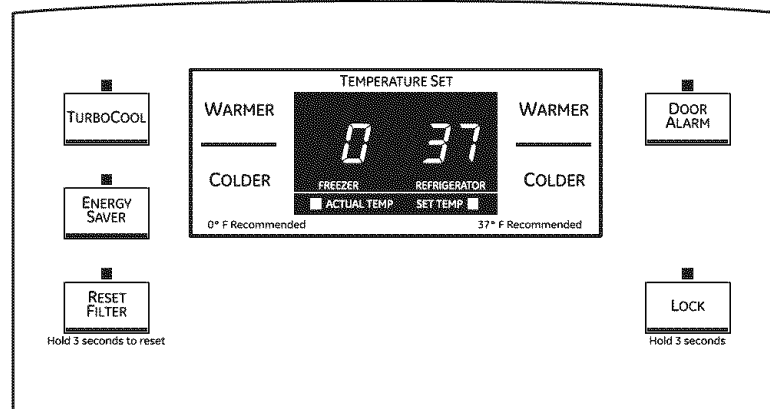 TEMPERATURE SET
TURBOCOOL
WARMER
0 37
WARMER
DOOR
ALARM
COLDER
FREEZER REFRIGERATOR
COLDER
ACTUAL TEMP SET TEMP
0° F Recommended 37° F Recommended
ENERGY
SAVER
RESET
FILTER
Hold 3 seconds to reset
LOCK
Hold 3 seconds